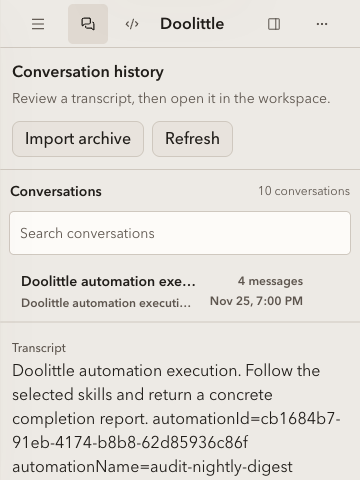 Doolittle
Conversation history
Review a transcript, then open it in the workspace.
Import archive
Refresh
Conversations
10 conversations
Search conversations
Doolittle automation exe…
4 messages
Doolittle automation executi…
Nov 25, 7:00 PM
Transcript
Doolittle automation execution. Follow the
selected skills and return a concrete
completion report. automationId=cb1684b7-
91eb-4174-b8b8-62d85936c86f
automationName=audit-nightly-digest